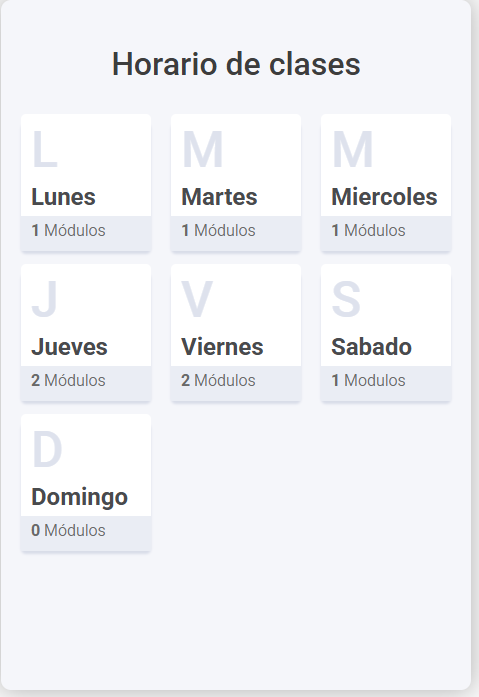 Horario de clases
L
Lunes
1 Módulos
M
Martes
1 Módulos
M
Miercoles
1 Módulos
J
Jueves
2 Módulos
V
Viernes
2 Módulos
S
Sabado
1 Modulos
D
Domingo
0 Módulos